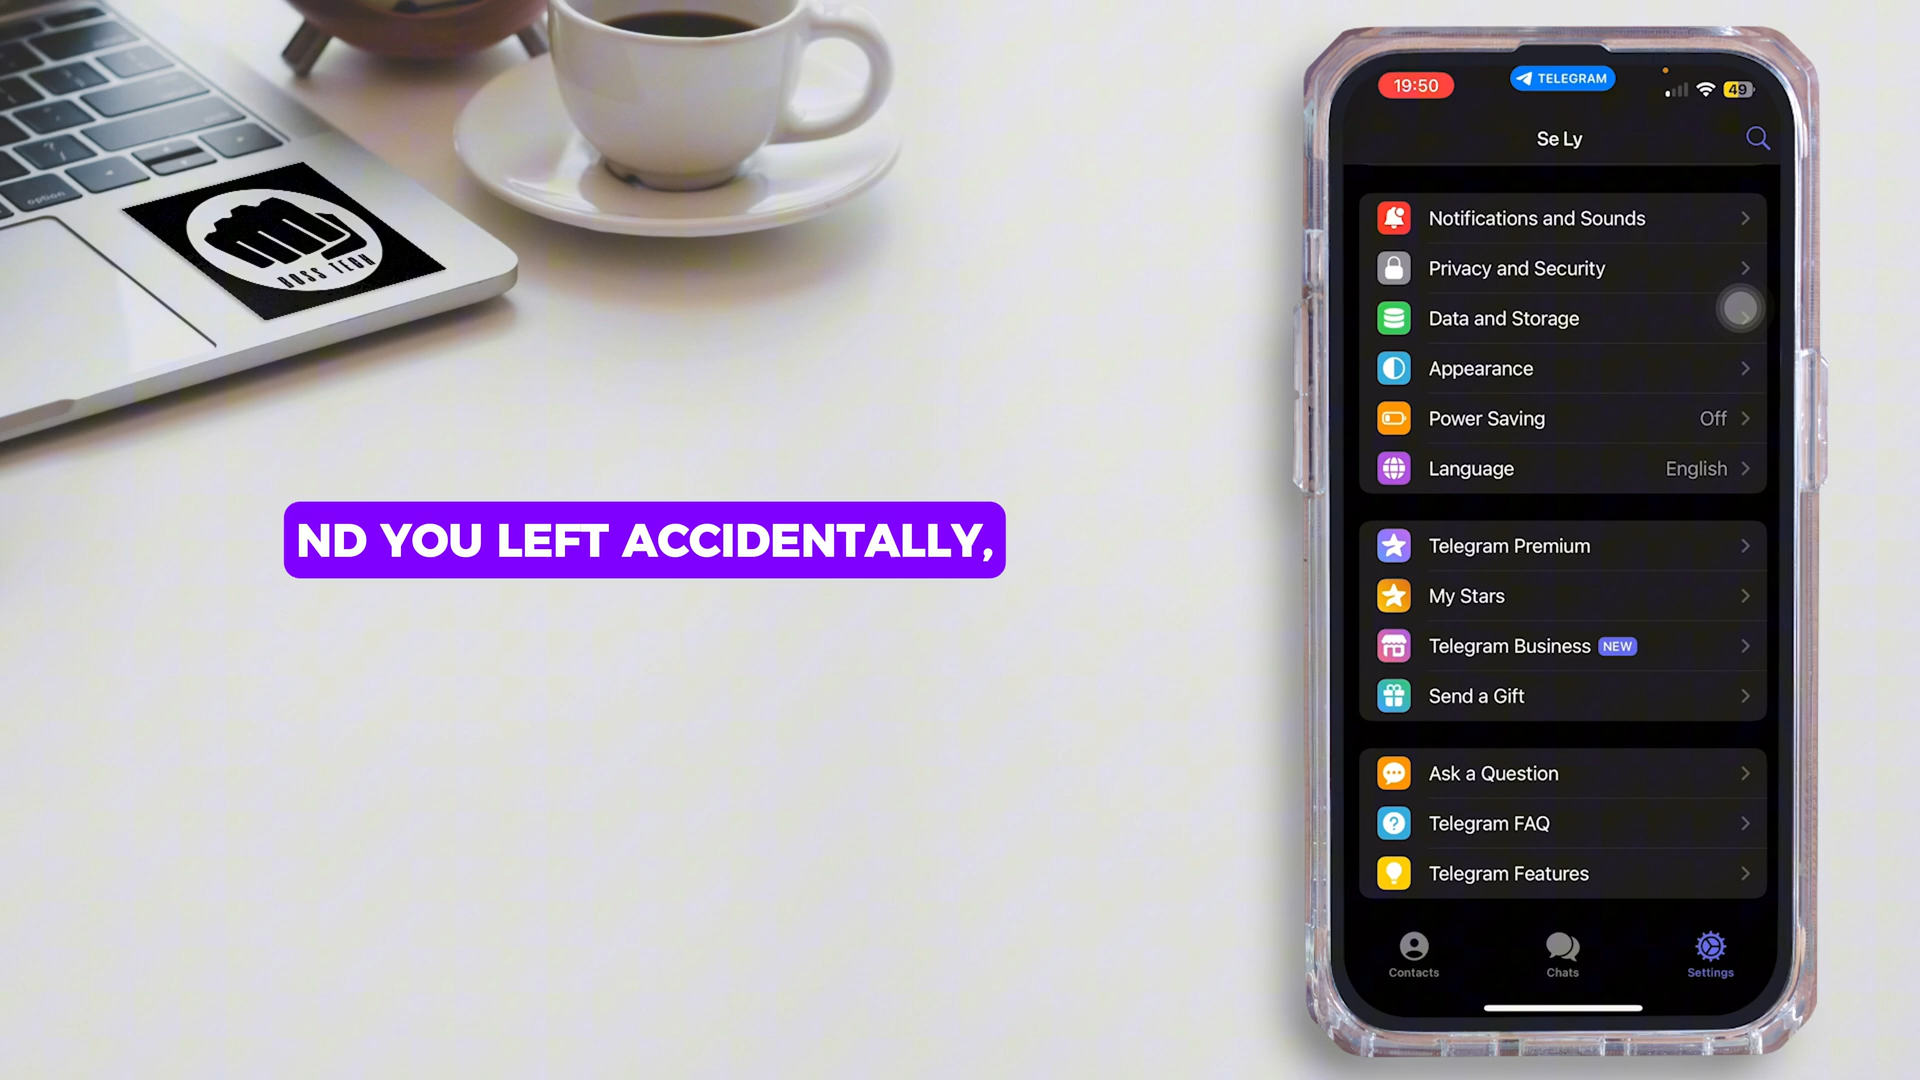 option
BOSS TECH
ND YOU LEFT ACCIDENTALLY,
19:50
TELEGRAM
49
Se Ly
Notifications and Sounds
Privacy and Security
Data and Storage
Appearance
Power Saving
Off
Language
English
Telegram Premium
My Stars
Telegram Business NEW
Send a Gift
Ask a Question
Telegram FAQ
Telegram Features
Contacts
Chats
Settings